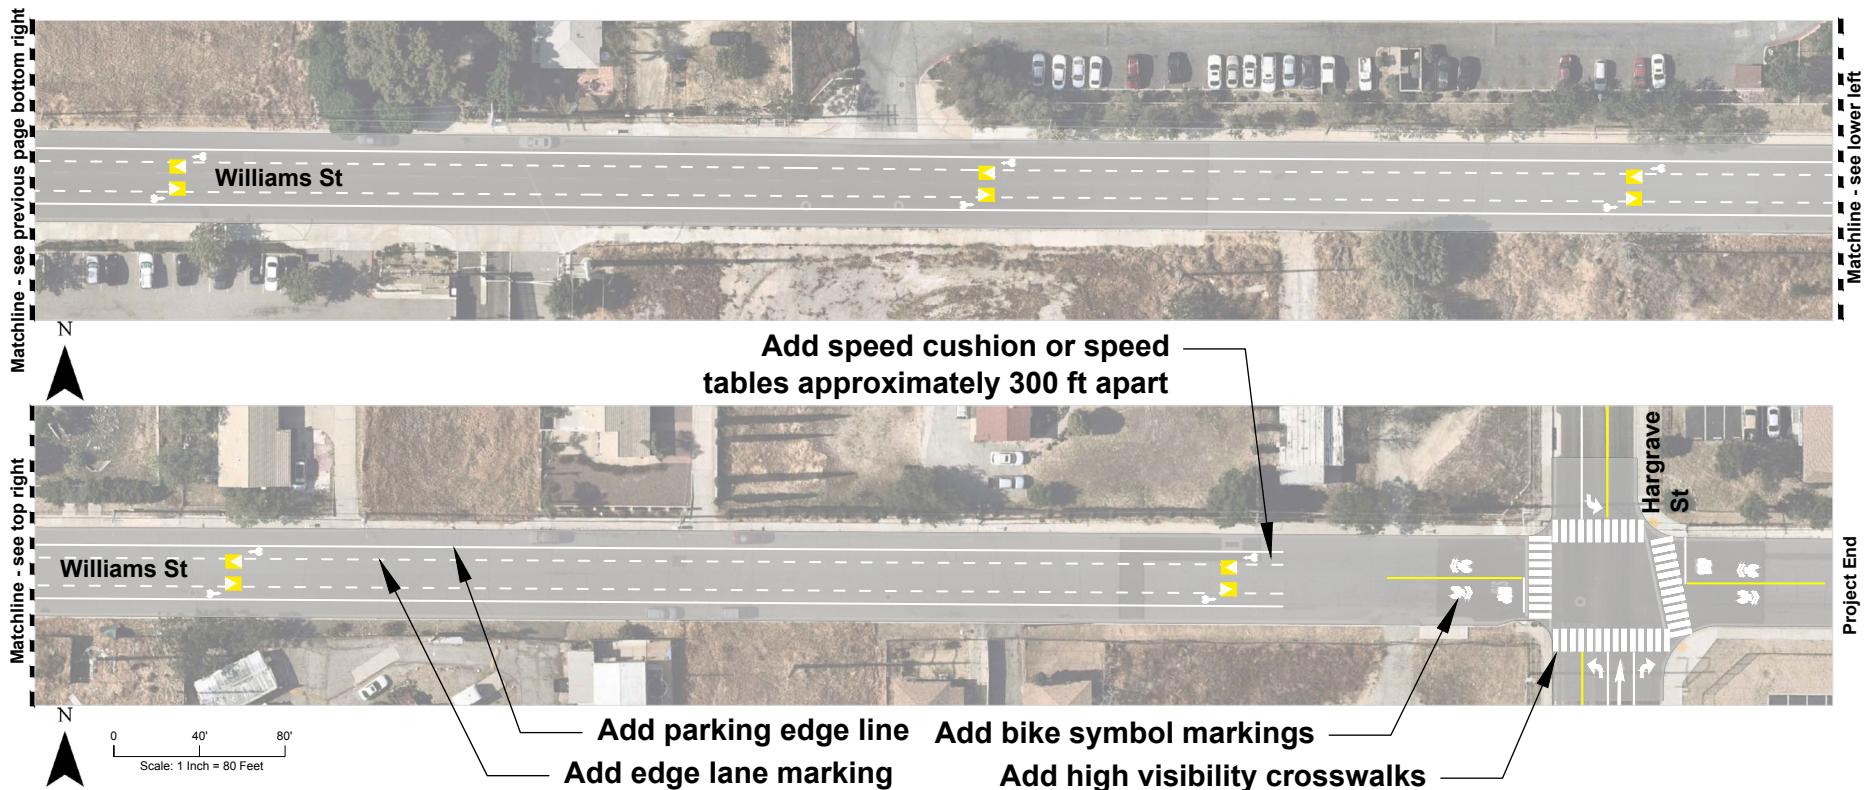 Matchline - see previous page bottom right
Williams St
Matchline - see lower left
N
Add speed cushion or speed
tables approximately 300 ft apart
Matchline - see top right
Williams St
Hargrave
St
Project End
N
0 40' 80'
Scale: 1 Inch = 80 Feet
Add parking edge line
Add edge lane marking
Add bike symbol markings
Add high visibility crosswalks